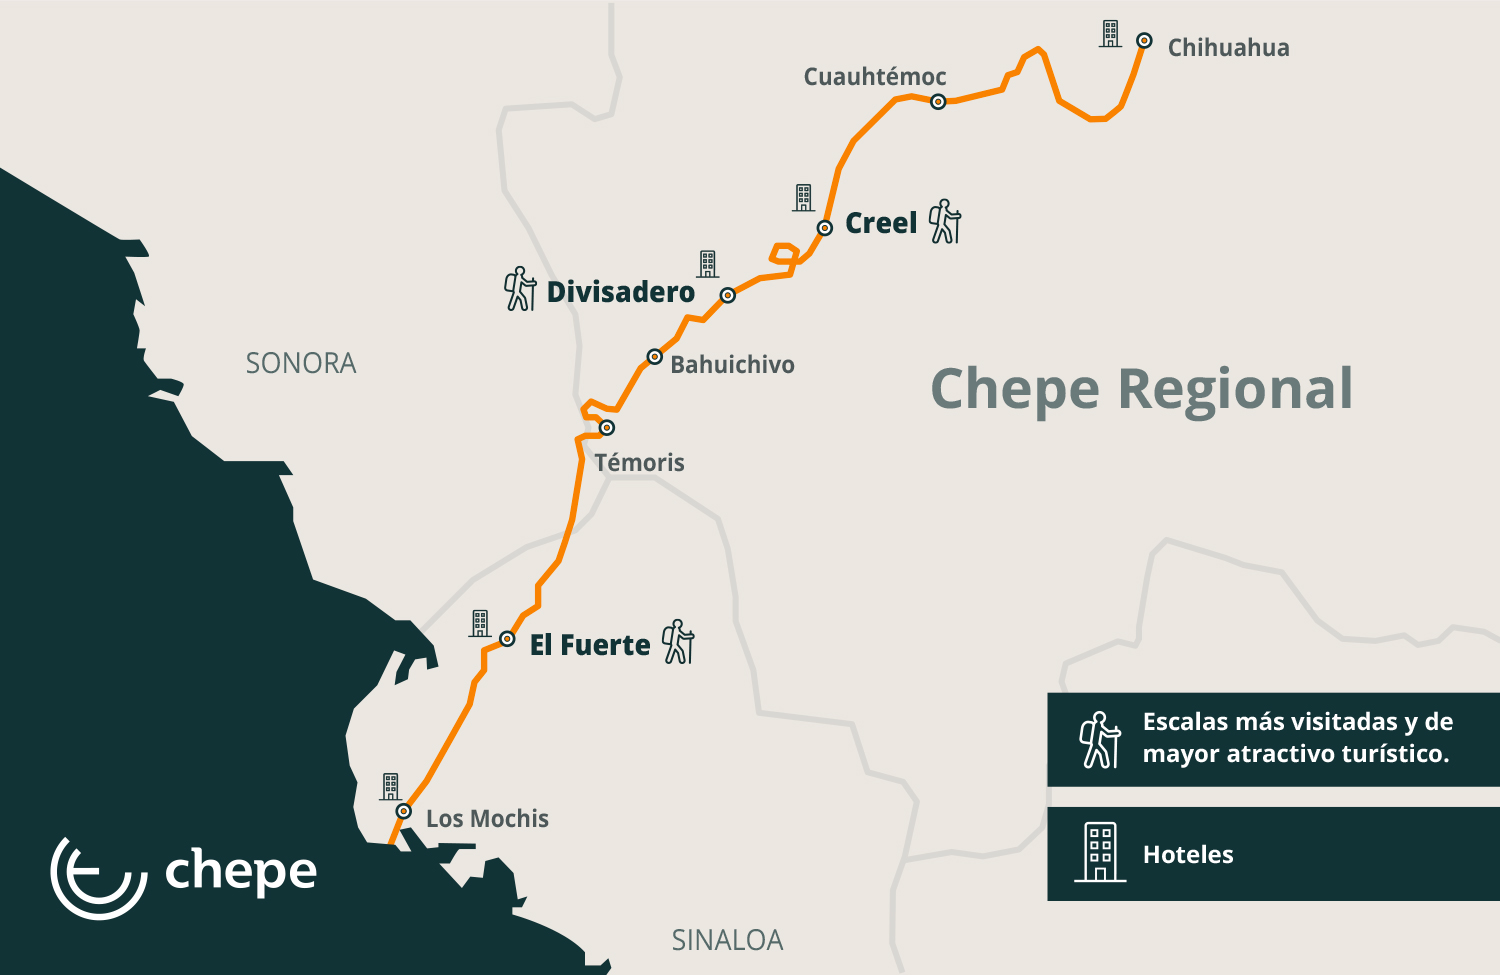 Chihuahua
Cuauhtémoc
Creel
Divisadero
SONORA
Bahuichivo
Chepe Regional
Témoris
El Fuerte
Escalas más visitadas y de
mayor atractivo turístico.
Los Mochis
Hoteles
chepe
SINALOA